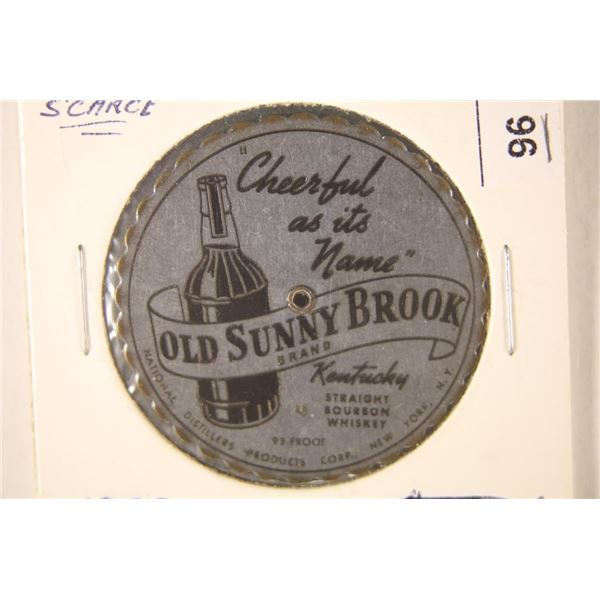 SCARCE
96
"Cheerful
as its
Name"
OLD SUNNY BROOK
BRAND
Kentucky
STRAIGHT
BOURBON
WHISKEY
93 PROOF
NATIONAL DISTILLERS PRODUCTS CORP., NEW YORK, N.Y.